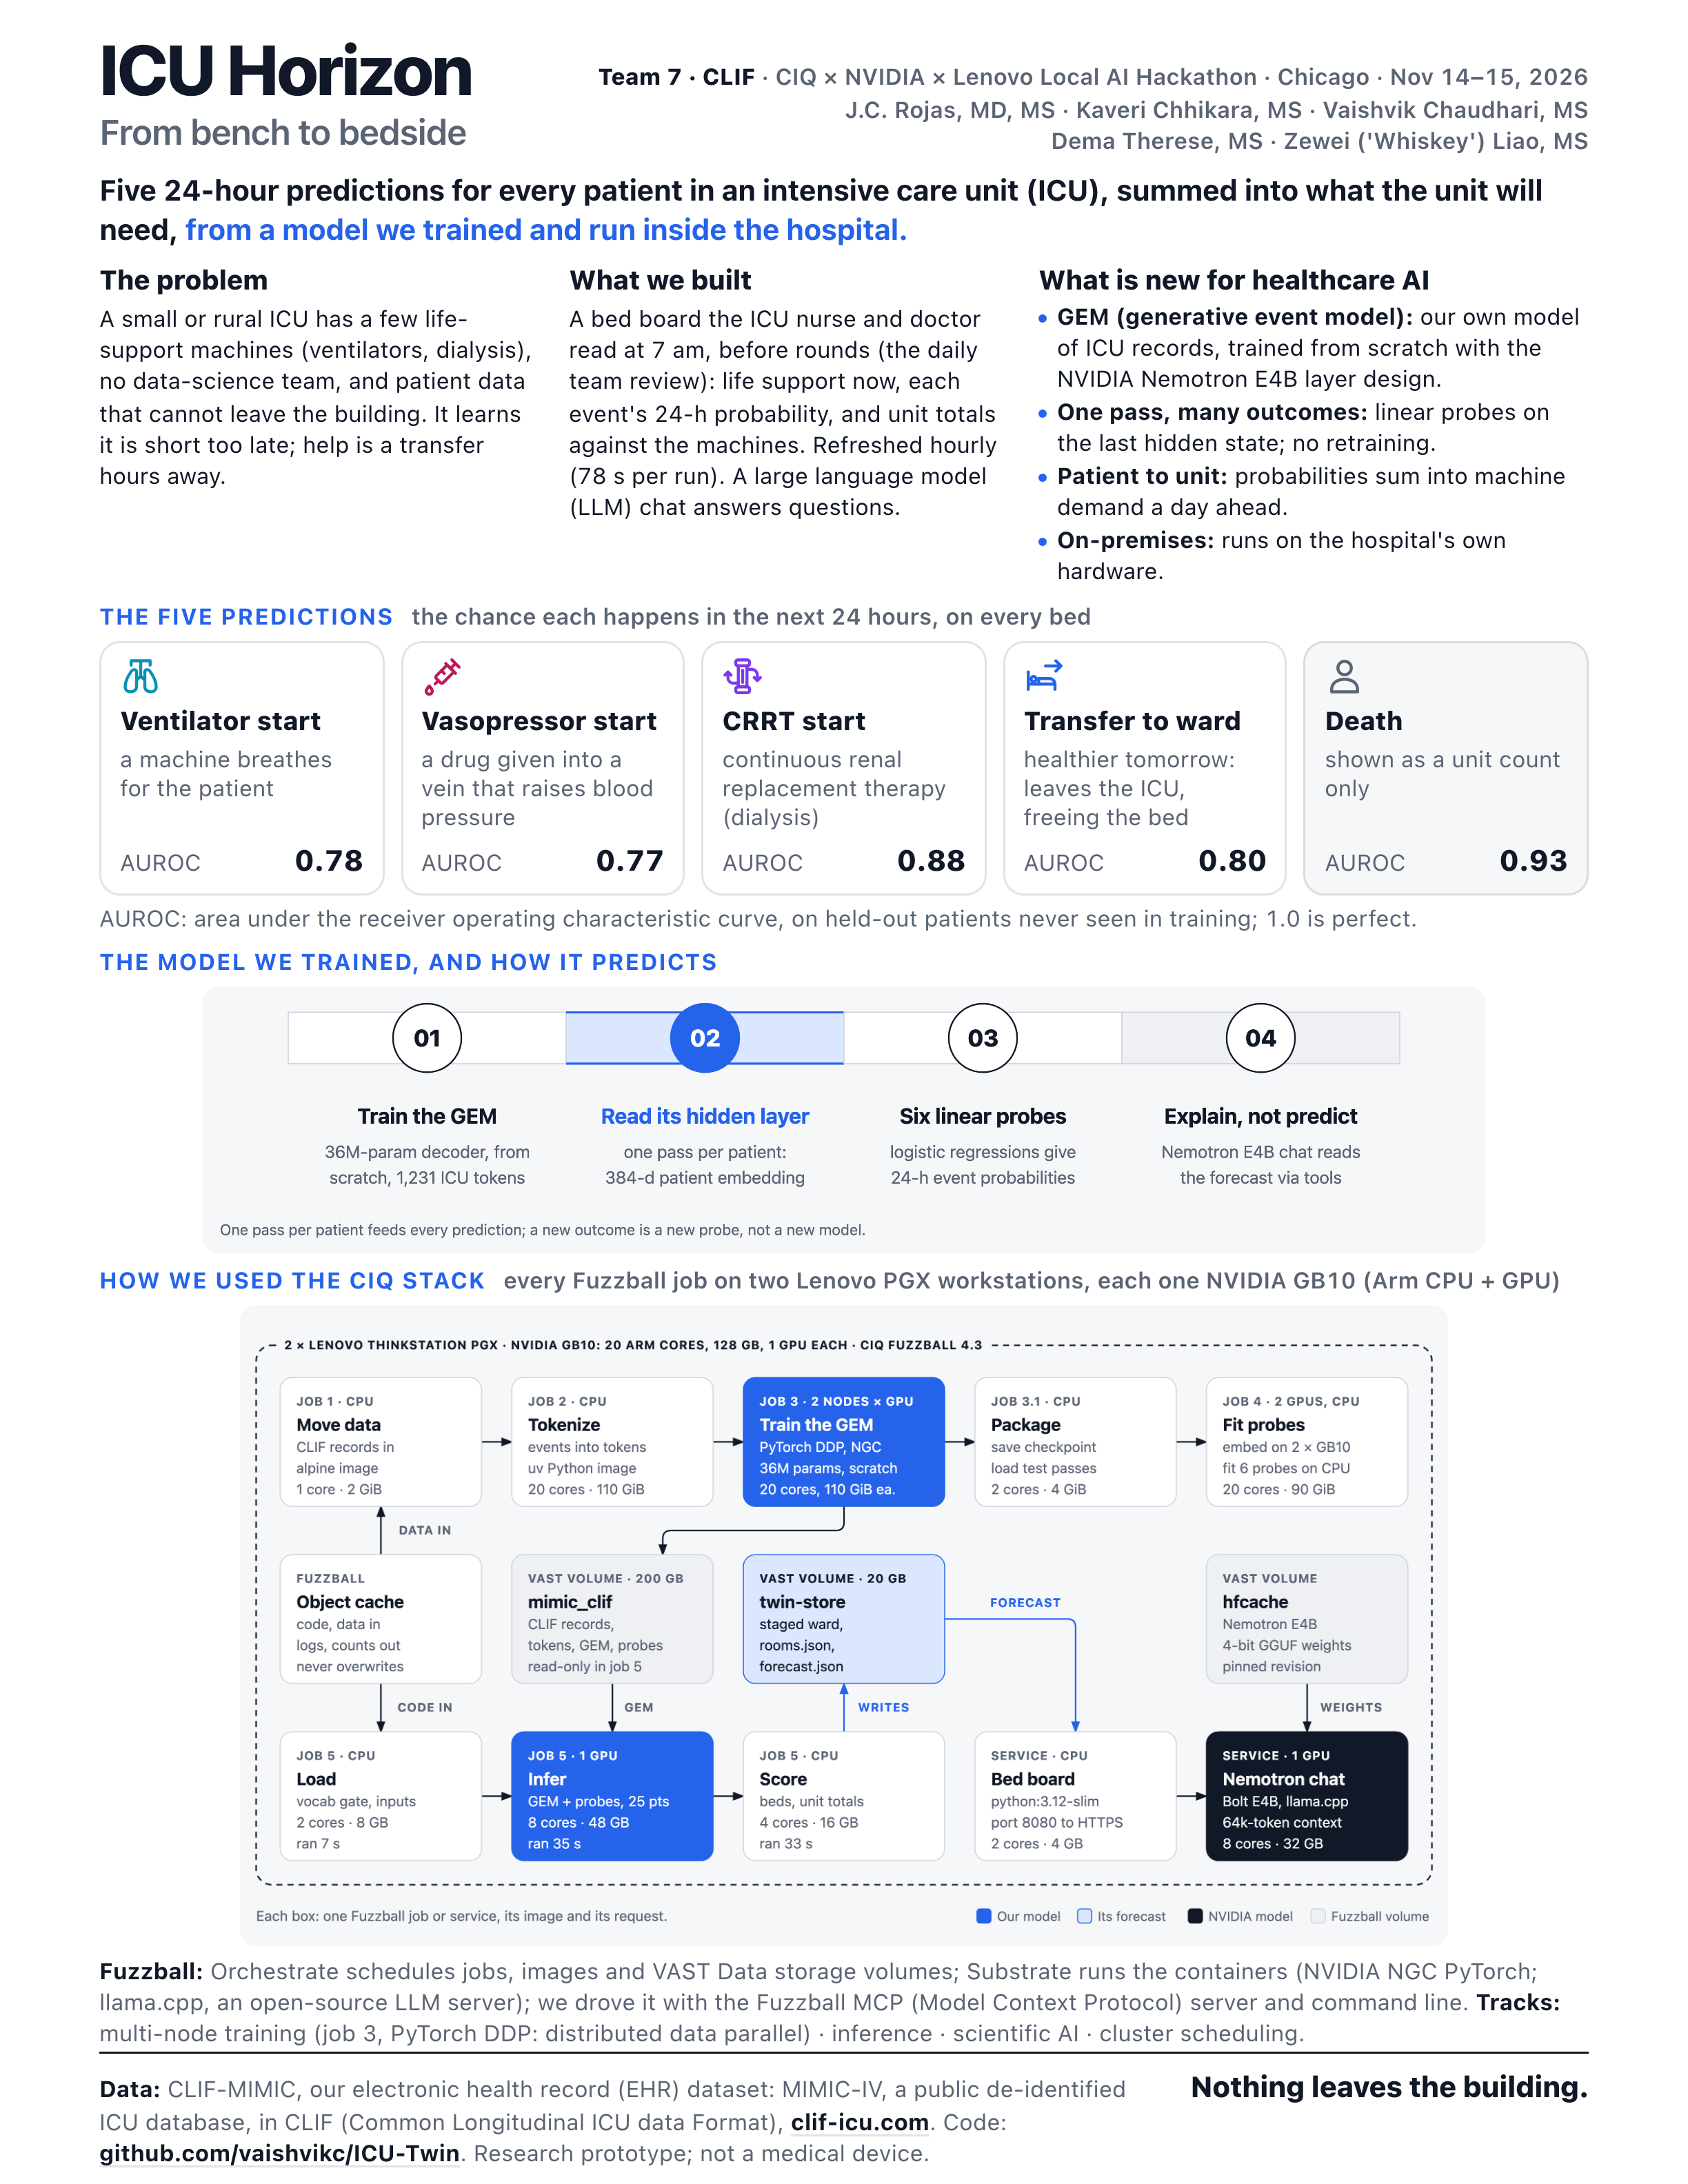 ICU Horizon
From bench to bedside
Team 7 · CLIF · CIQ × NVIDIA × Lenovo Local AI Hackathon · Chicago · Nov 14–15, 2026
J.C. Rojas, MD, MS · Kaveri Chhikara, MS · Vaishvik Chaudhari, MS
Dema Therese, MS · Zewei ('Whiskey') Liao, MS
Five 24-hour predictions for every patient in an intensive care unit (ICU), summed into what the unit will
need, from a model we trained and run inside the hospital.
The problem
A small or rural ICU has a few life-
support machines (ventilators, dialysis),
no data-science team, and patient data
that cannot leave the building. It learns
it is short too late; help is a transfer
hours away.
What we built
A bed board the ICU nurse and doctor
read at 7 am, before rounds (the daily
team review): life support now, each
event's 24-h probability, and unit totals
against the machines. Refreshed hourly
(78 s per run). A large language model
(LLM) chat answers questions.
What is new for healthcare AI
• GEM (generative event model): our own model
of ICU records, trained from scratch with the
NVIDIA Nemotron E4B layer design.
• One pass, many outcomes: linear probes on
the last hidden state; no retraining.
• Patient to unit: probabilities sum into machine
demand a day ahead.
• On-premises: runs on the hospital's own
hardware.
THE FIVE PREDICTIONS the chance each happens in the next 24 hours, on every bed
Ventilator start
a machine breathes
for the patient
AUROC 0.78
Vasopressor start
a drug given into a
vein that raises blood
pressure
AUROC 0.77
CRRT start
continuous renal
replacement therapy
(dialysis)
AUROC 0.88
Transfer to ward
healthier tomorrow:
leaves the ICU,
freeing the bed
AUROC 0.80
Death
shown as a unit count
only
AUROC 0.93
AUROC: area under the receiver operating characteristic curve, on held-out patients never seen in training; 1.0 is perfect.
THE MODEL WE TRAINED, AND HOW IT PREDICTS
01
Train the GEM
36M-param decoder, from
scratch, 1,231 ICU tokens
02
Read its hidden layer
one pass per patient:
384-d patient embedding
03
Six linear probes
logistic regressions give
24-h event probabilities
04
Explain, not predict
Nemotron E4B chat reads
the forecast via tools
One pass per patient feeds every prediction; a new outcome is a new probe, not a new model.
HOW WE USED THE CIQ STACK every Fuzzball job on two Lenovo PGX workstations, each one NVIDIA GB10 (Arm CPU + GPU)
2 × LENOVO THINKSTATION PGX · NVIDIA GB10: 20 ARM CORES, 128 GB, 1 GPU EACH · CIQ FUZZBALL 4.3
JOB 1 · CPU
Move data
CLIF records in
alpine image
1 core · 2 GiB
JOB 2 · CPU
Tokenize
events into tokens
uv Python image
20 cores · 110 GiB
JOB 3 · 2 NODES × GPU
Train the GEM
PyTorch DDP, NGC
36M params, scratch
20 cores, 110 GiB ea.
JOB 3.1 · CPU
Package
save checkpoint
load test passes
2 cores · 4 GiB
JOB 4 · 2 GPUS, CPU
Fit probes
embed on 2 × GB10
fit 6 probes on CPU
20 cores · 90 GiB
DATA IN
FUZZBALL
Object cache
code, data in
logs, counts out
never overwrites
VAST VOLUME · 200 GB
mimic_clif
CLIF records,
tokens, GEM, probes
read-only in job 5
VAST VOLUME · 20 GB
twin-store
staged ward,
rooms.json,
forecast.json
FORECAST
VAST VOLUME
hfcache
Nemotron E4B
4-bit GGUF weights
pinned revision
CODE IN
GEM
WRITES
WEIGHTS
JOB 5 · CPU
Load
vocab gate, inputs
2 cores · 8 GB
ran 7 s
JOB 5 · 1 GPU
Infer
GEM + probes, 25 pts
8 cores · 48 GB
ran 35 s
JOB 5 · CPU
Score
beds, unit totals
4 cores · 16 GB
ran 33 s
SERVICE · CPU
Bed board
python:3.12-slim
port 8080 to HTTPS
2 cores · 4 GB
SERVICE · 1 GPU
Nemotron chat
Bolt E4B, llama.cpp
64k-token context
8 cores · 32 GB
Each box: one Fuzzball job or service, its image and its request.
Our model Its forecast NVIDIA model Fuzzball volume
Fuzzball: Orchestrate schedules jobs, images and VAST Data storage volumes; Substrate runs the containers (NVIDIA NGC PyTorch;
llama.cpp, an open-source LLM server); we drove it with the Fuzzball MCP (Model Context Protocol) server and command line. Tracks:
multi-node training (job 3, PyTorch DDP: distributed data parallel) · inference · scientific AI · cluster scheduling.
Data: CLIF-MIMIC, our electronic health record (EHR) dataset: MIMIC-IV, a public de-identified
ICU database, in CLIF (Common Longitudinal ICU data Format), clif-icu.com. Code:
github.com/vaishvikc/ICU-Twin. Research prototype; not a medical device.
Nothing leaves the building.